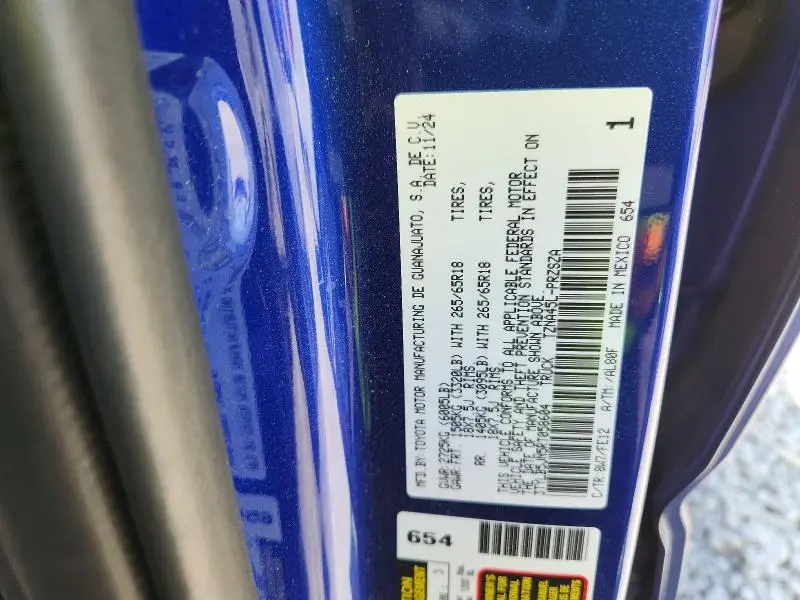 MFD.BY:TOYOTA MOTOR MANUFACTURING DE GUANAJUATO, S.A. DE C.V.
DATE:11/24
GVWR 2725KG (6005LB)
GAWR FRT. 1505KG (3320LB) WITH 265/65R18 TIRES,
18X7.5J RIMS
RR. 1405KG (3095LB) WITH 265/65R18 TIRES,
18X7.5J RIMS
THIS VEHICLE CONFORMS TO ALL APPLICABLE FEDERAL MOTOR
VEHICLE SAFETY AND THEFT PREVENTION STANDARDS IN EFFECT ON
THE DATE OF MANUFACTURE SHOWN ABOVE.
TRUCK TZNA45L-PRZSZA
1
C/TR:8W7/FE12 A/TM:/AL80F MADE IN MEXICO 654
654